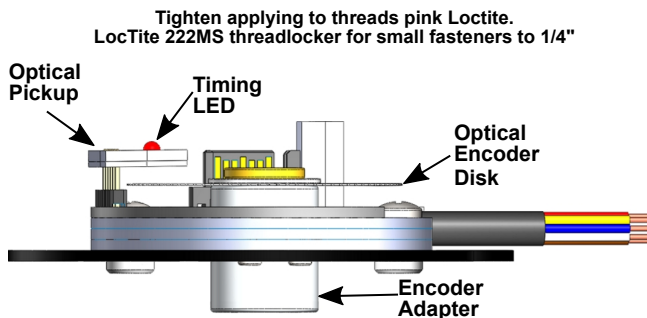 Tighten applying to threads pink Loctite.
LocTite 222MS threadlocker for small fasteners to 1/4"
Optical
Pickup
Timing
LED
Optical
Encoder
Disk
Encoder
Adapter